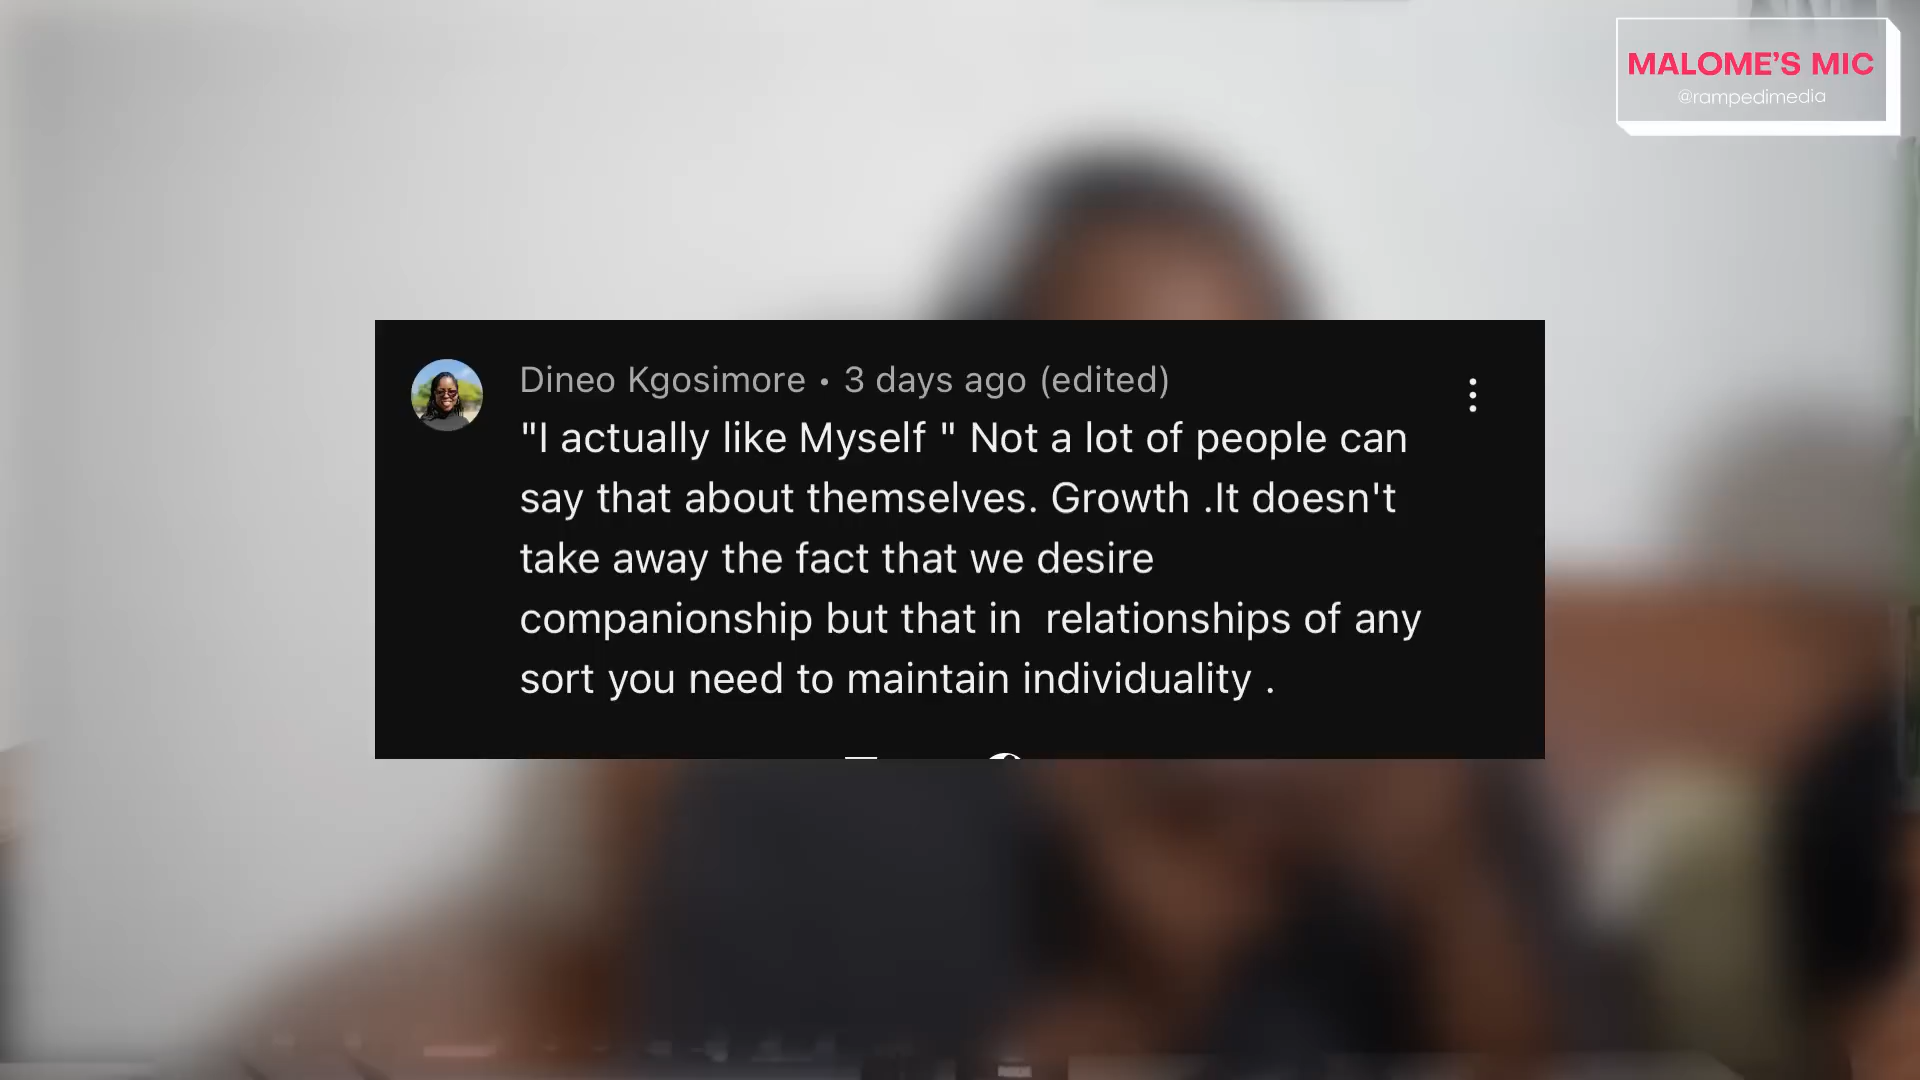 MALOME'S MIC
@rampedimedia
Dineo Kgosimore • 3 days ago (edited)
"I actually like Myself " Not a lot of people can
say that about themselves. Growth .It doesn't
take away the fact that we desire
companionship but that in  relationships of any
sort you need to maintain individuality .